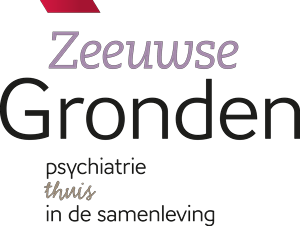 Zeeuwse
Gronden
psychiatrie
thuis
in de samenleving